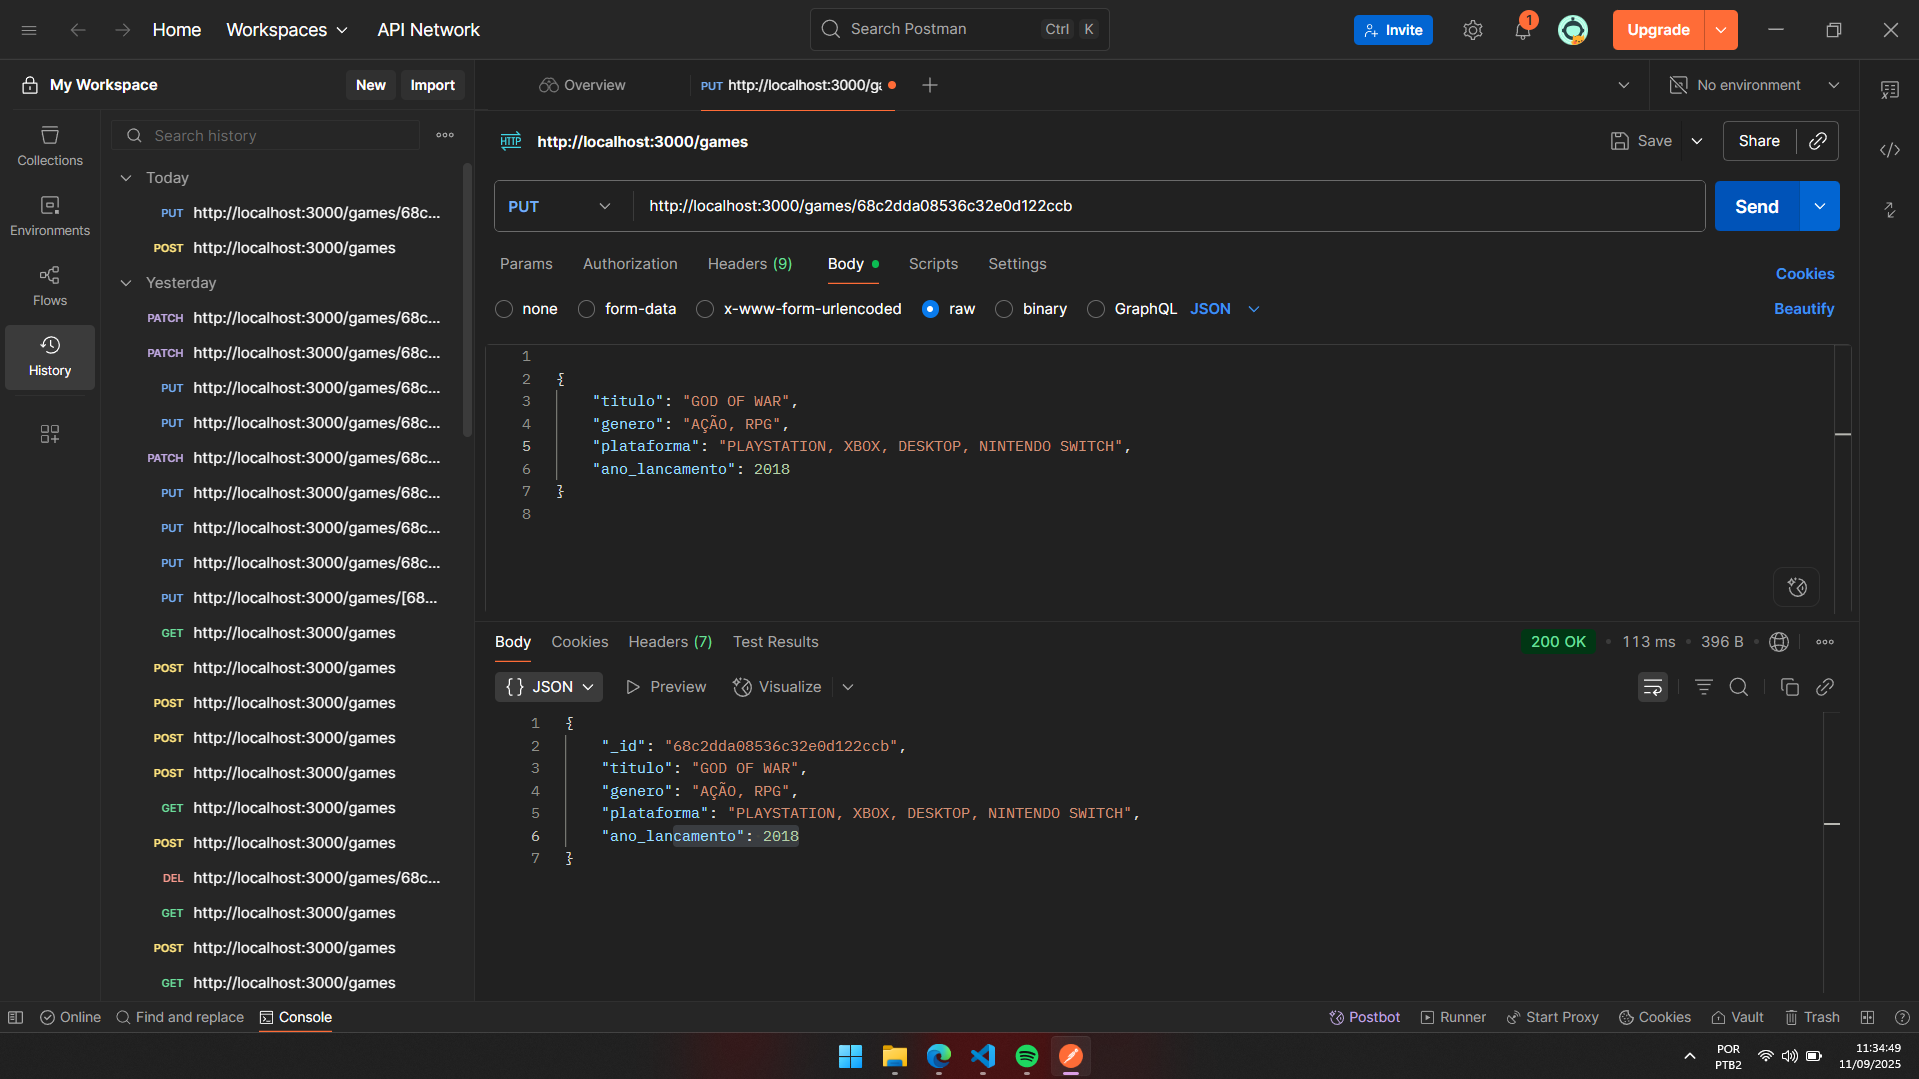 Home
Workspaces
API Network
Search Postman
Ctrl K
Invite
1
Upgrade
My Workspace
New
Import
Overview
PUT http://localhost:3000/ga
No environment
Collections
Environments
Flows
History
Search history
Today
PUT http://localhost:3000/games/68c...
POST http://localhost:3000/games
Yesterday
PATCH http://localhost:3000/games/68c...
PATCH http://localhost:3000/games/68c...
PUT http://localhost:3000/games/68c...
PUT http://localhost:3000/games/68c...
PATCH http://localhost:3000/games/68c...
PUT http://localhost:3000/games/68c...
PUT http://localhost:3000/games/68c...
PUT http://localhost:3000/games/68c...
PUT http://localhost:3000/games/[68...
GET http://localhost:3000/games
POST http://localhost:3000/games
POST http://localhost:3000/games
POST http://localhost:3000/games
POST http://localhost:3000/games
GET http://localhost:3000/games
POST http://localhost:3000/games
DEL http://localhost:3000/games/68c...
GET http://localhost:3000/games
POST http://localhost:3000/games
GET http://localhost:3000/games
HTTP http://localhost:3000/games
Save
Share
PUT http://localhost:3000/games/68c2dda08536c32e0d122ccb
Send
Params Authorization Headers (9) Body Scripts Settings
Cookies
none form-data x-www-form-urlencoded raw binary GraphQL JSON
Beautify
1
2 {
3 "titulo": "GOD OF WAR",
4 "genero": "AÇÃO, RPG",
5 "plataforma": "PLAYSTATION, XBOX, DESKTOP, NINTENDO SWITCH",
6 "ano_lancamento": 2018
7 }
8
Body Cookies Headers (7) Test Results
200 OK 113 ms 396 B
{} JSON Preview Visualize
1 {
2 "_id": "68c2dda08536c32e0d122ccb",
3 "titulo": "GOD OF WAR",
4 "genero": "AÇÃO, RPG",
5 "plataforma": "PLAYSTATION, XBOX, DESKTOP, NINTENDO SWITCH",
6 "ano_lancamento": 2018
7 }
Online Find and replace Console
Postbot Runner Start Proxy Cookies Vault Trash
POR
PTB2
11:34:49
11/09/2025